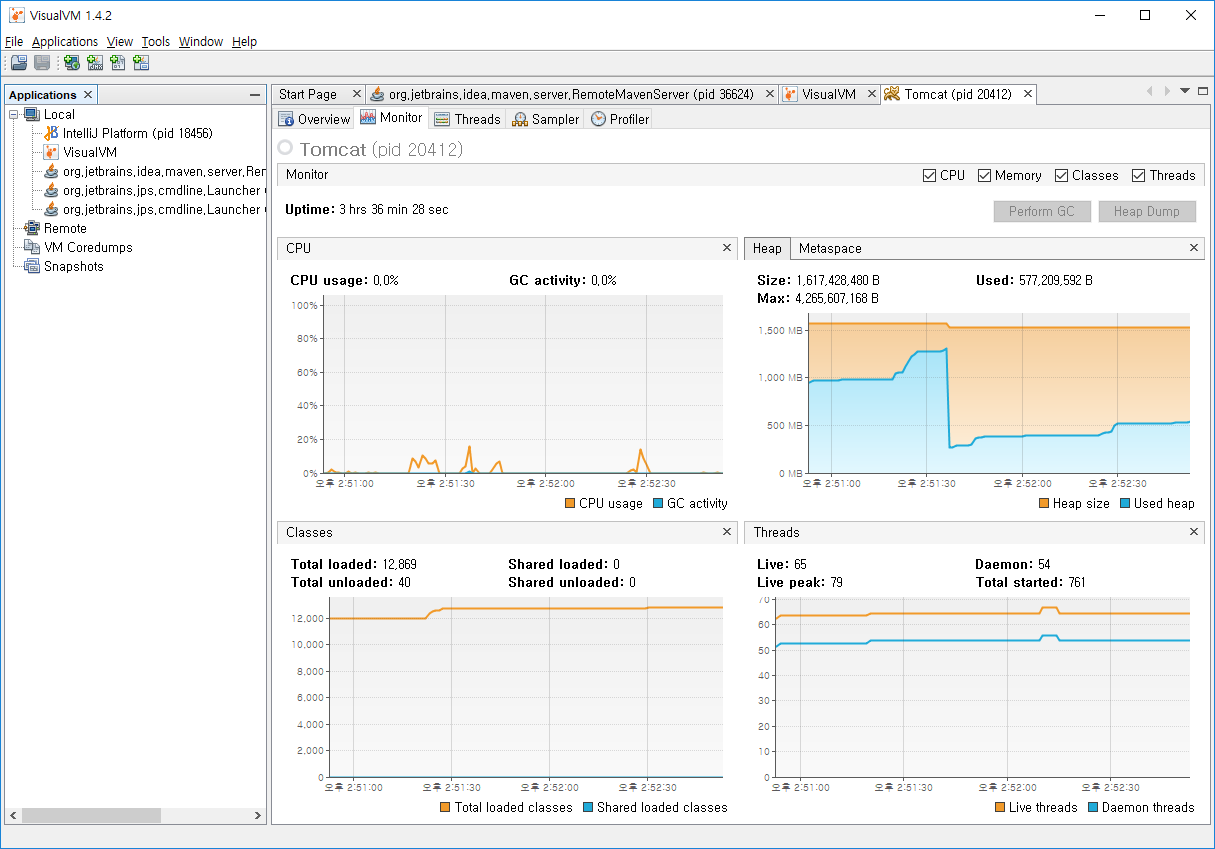 VisualVM 1.4.2
File Applications View Tools Window Help
Applications
Local
IntelliJ Platform (pid 18456)
VisualVM
org.jetbrains.idea.maven.server.Rem
org.jetbrains.jps.cmdline.Launcher (
org.jetbrains.jps.cmdline.Launcher (
Remote
VM Coredumps
Snapshots
Start Page org.jetbrains.idea.maven.server.RemoteMavenServer (pid 36624) VisualVM Tomcat (pid 20412)
Overview Monitor Threads Sampler Profiler
Tomcat (pid 20412)
Monitor CPU Memory Classes Threads
Uptime: 3 hrs 36 min 28 sec Perform GC Heap Dump
CPU
CPU usage: 0.0% GC activity: 0.0%
100%
80%
60%
40%
20%
0%
오후 2:51:00 오후 2:51:30 오후 2:52:00 오후 2:52:30
CPU usage GC activity
Heap Metaspace
Size: 1,617,428,480 B Used: 577,209,592 B
Max: 4,265,607,168 B
1,500 MB
1,000 MB
500 MB
0 MB
오후 2:51:00 오후 2:51:30 오후 2:52:00 오후 2:52:30
Heap size Used heap
Classes
Total loaded: 12,869 Shared loaded: 0
Total unloaded: 40 Shared unloaded: 0
12,000
10,000
8,000
6,000
4,000
2,000
0
오후 2:51:00 오후 2:51:30 오후 2:52:00 오후 2:52:30
Total loaded classes Shared loaded classes
Threads
Live: 65 Daemon: 54
Live peak: 79 Total started: 761
70
60
50
40
30
20
10
0
오후 2:51:00 오후 2:51:30 오후 2:52:00 오후 2:52:30
Live threads Daemon threads